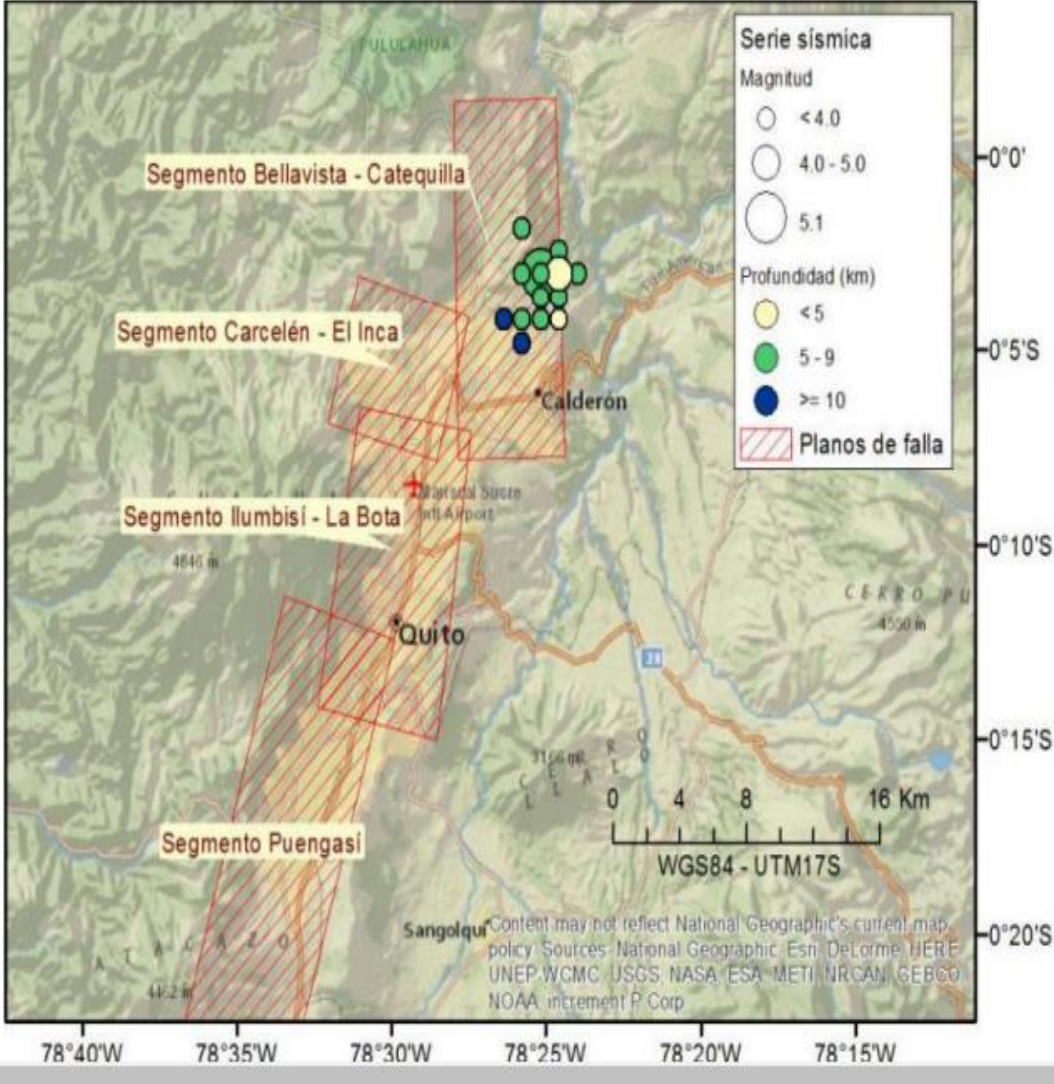 PULULAHUA
Serie sísmica
Magnitud
< 4.0
4.0 - 5.0
5.1
Profundidad (km)
< 5
5 - 9
>= 10
Planos de falla
Segmento Bellavista - Catequilla
Segmento Carcelén - El Inca
Calderón
Mariscal Sucre
Intl Airport
Segmento Ilumbisí - La Bota
4646 m
CERRO PU
4550 m
Quito
28
3166 m
0 4 8 16 Km
WGS84 - UTM17S
Segmento Puengasí
ATACAZO
Sangolquí
Content may not reflect National Geographic's current map
policy. Sources: National Geographic, Esri, DeLorme, HERE,
UNEP-WCMC, USGS, NASA, ESA, METI, NRCAN, GEBCO,
NOAA, increment P Corp.
0°0'
0°5'S
0°10'S
0°15'S
0°20'S
78°40'W 78°35'W 78°30'W 78°25'W 78°20'W 78°15'W